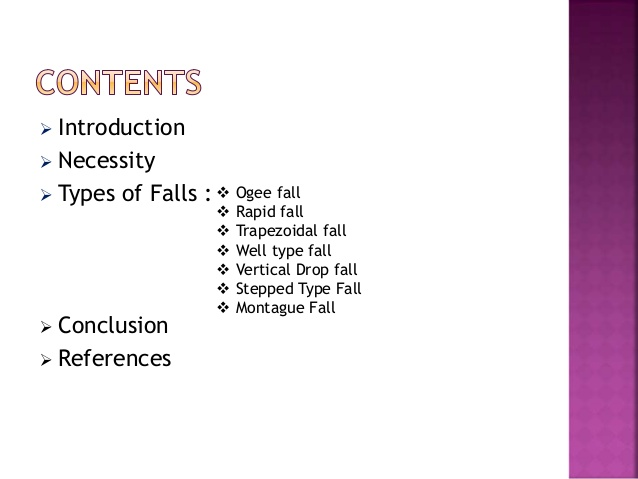 CONTENTS
Introduction
Necessity
Types of Falls :
Ogee fall
Rapid fall
Trapezoidal fall
Well type fall
Vertical Drop fall
Stepped Type Fall
Montague Fall
Conclusion
References